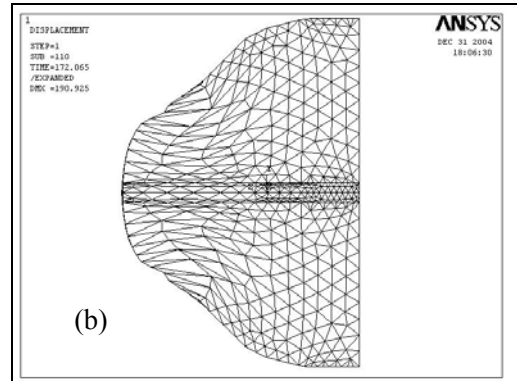 1
DISPLACEMENT
STEP=1
SUB =110
TIME=172.065
/EXPANDED
DMX =190.925
ANSYS
DEC 31 2004
18:06:30
(b)